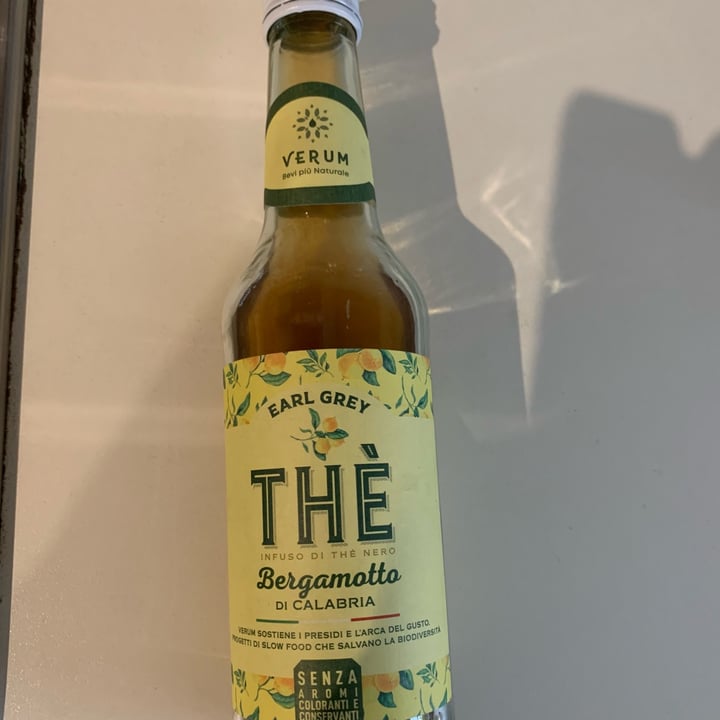 VERUM
Bevi più Naturale
EARL GREY
THÈ
INFUSO DI THÈ NERO
Bergamotto
DI CALABRIA
VERUM SOSTIENE I PRESIDI E L'ARCA DEL GUSTO.
PROGETTI DI SLOW FOOD CHE SALVANO LA BIODIVERSITÀ
SENZA
AROMI
COLORANTI E
CONSERVANTI